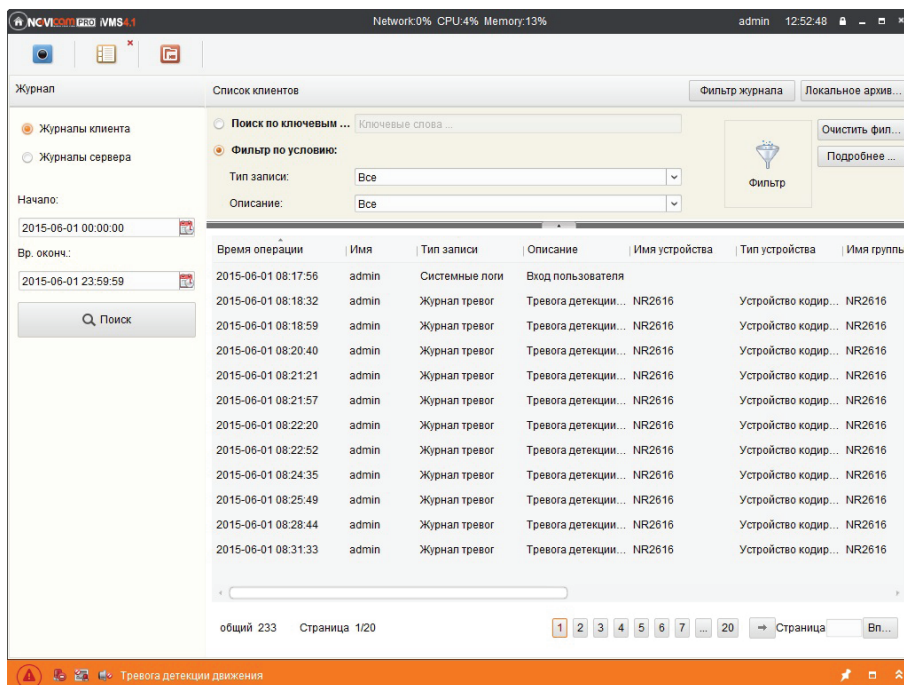 NOVIcom PRO iVMS4.1 Network:0% CPU:4% Memory:13% admin 12:52:48
Журнал Список клиентов Фильтр журнала Локальное архив...
Журналы клиента
Журналы сервера
Начало:
2015-06-01 00:00:00
Вр. оконч.:
2015-06-01 23:59:59
Поиск
Поиск по ключевым ... Ключевые слова ...
Фильтр по условию:
Тип записи: Все
Описание: Все
Фильтр
Очистить фил...
Подробнее ...
Время операции Имя Тип записи Описание Имя устройства Тип устройства Имя группы
2015-06-01 08:17:56 admin Системные логи Вход пользователя
2015-06-01 08:18:32 admin Журнал тревог Тревога детекции... NR2616 Устройство кодир... NR2616
2015-06-01 08:18:59 admin Журнал тревог Тревога детекции... NR2616 Устройство кодир... NR2616
2015-06-01 08:20:40 admin Журнал тревог Тревога детекции... NR2616 Устройство кодир... NR2616
2015-06-01 08:21:21 admin Журнал тревог Тревога детекции... NR2616 Устройство кодир... NR2616
2015-06-01 08:21:57 admin Журнал тревог Тревога детекции... NR2616 Устройство кодир... NR2616
2015-06-01 08:22:20 admin Журнал тревог Тревога детекции... NR2616 Устройство кодир... NR2616
2015-06-01 08:22:52 admin Журнал тревог Тревога детекции... NR2616 Устройство кодир... NR2616
2015-06-01 08:24:35 admin Журнал тревог Тревога детекции... NR2616 Устройство кодир... NR2616
2015-06-01 08:25:49 admin Журнал тревог Тревога детекции... NR2616 Устройство кодир... NR2616
2015-06-01 08:28:44 admin Журнал тревог Тревога детекции... NR2616 Устройство кодир... NR2616
2015-06-01 08:31:33 admin Журнал тревог Тревога детекции... NR2616 Устройство кодир... NR2616
общий 233 Страница 1/20 1 2 3 4 5 6 7 ... 20 Страница Вп...
Тревога детекции движения